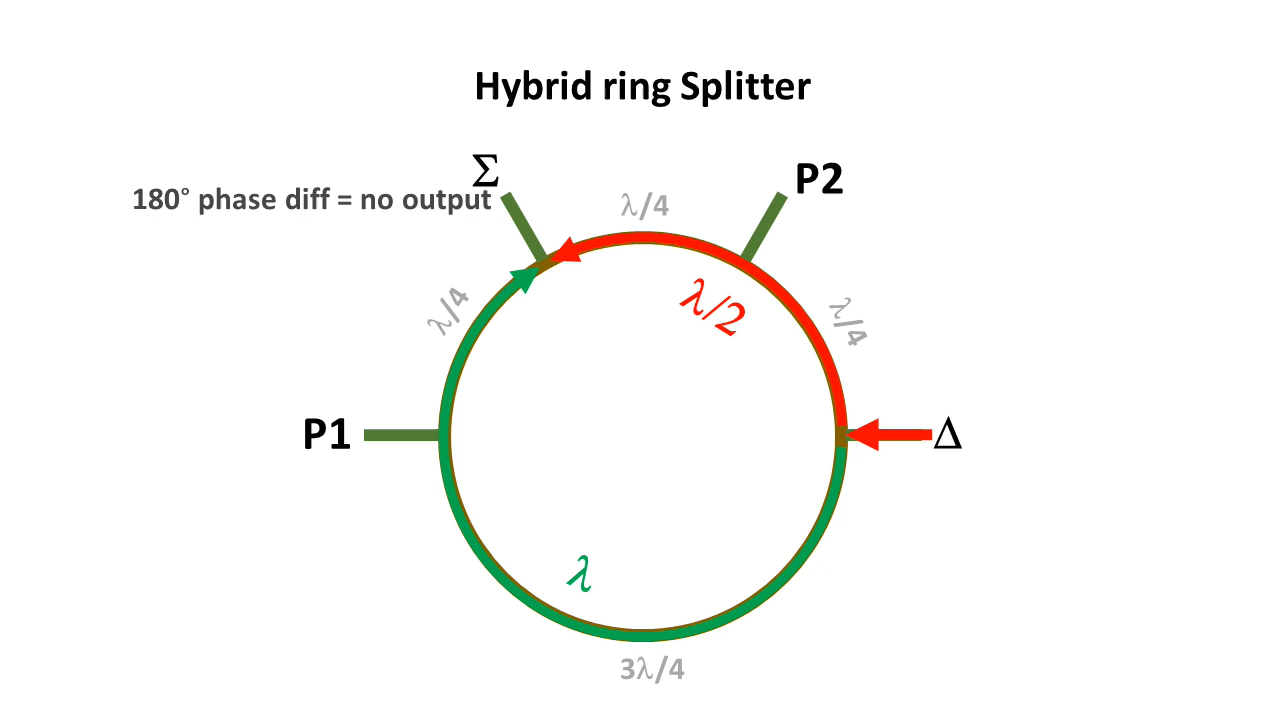 Hybrid ring Splitter
Σ
P2
180° phase diff = no output
λ/4
λ/2
λ/4
λ/4
P1
Δ
λ
3λ/4